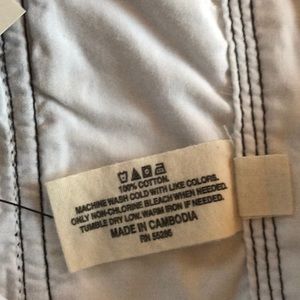 100% COTTON.
MACHINE WASH COLD WITH LIKE COLORS.
ONLY NON-CHLORINE BLEACH WHEN NEEDED.
TUMBLE DRY LOW. WARM IRON IF NEEDED.
MADE IN CAMBODIA
RN 55285